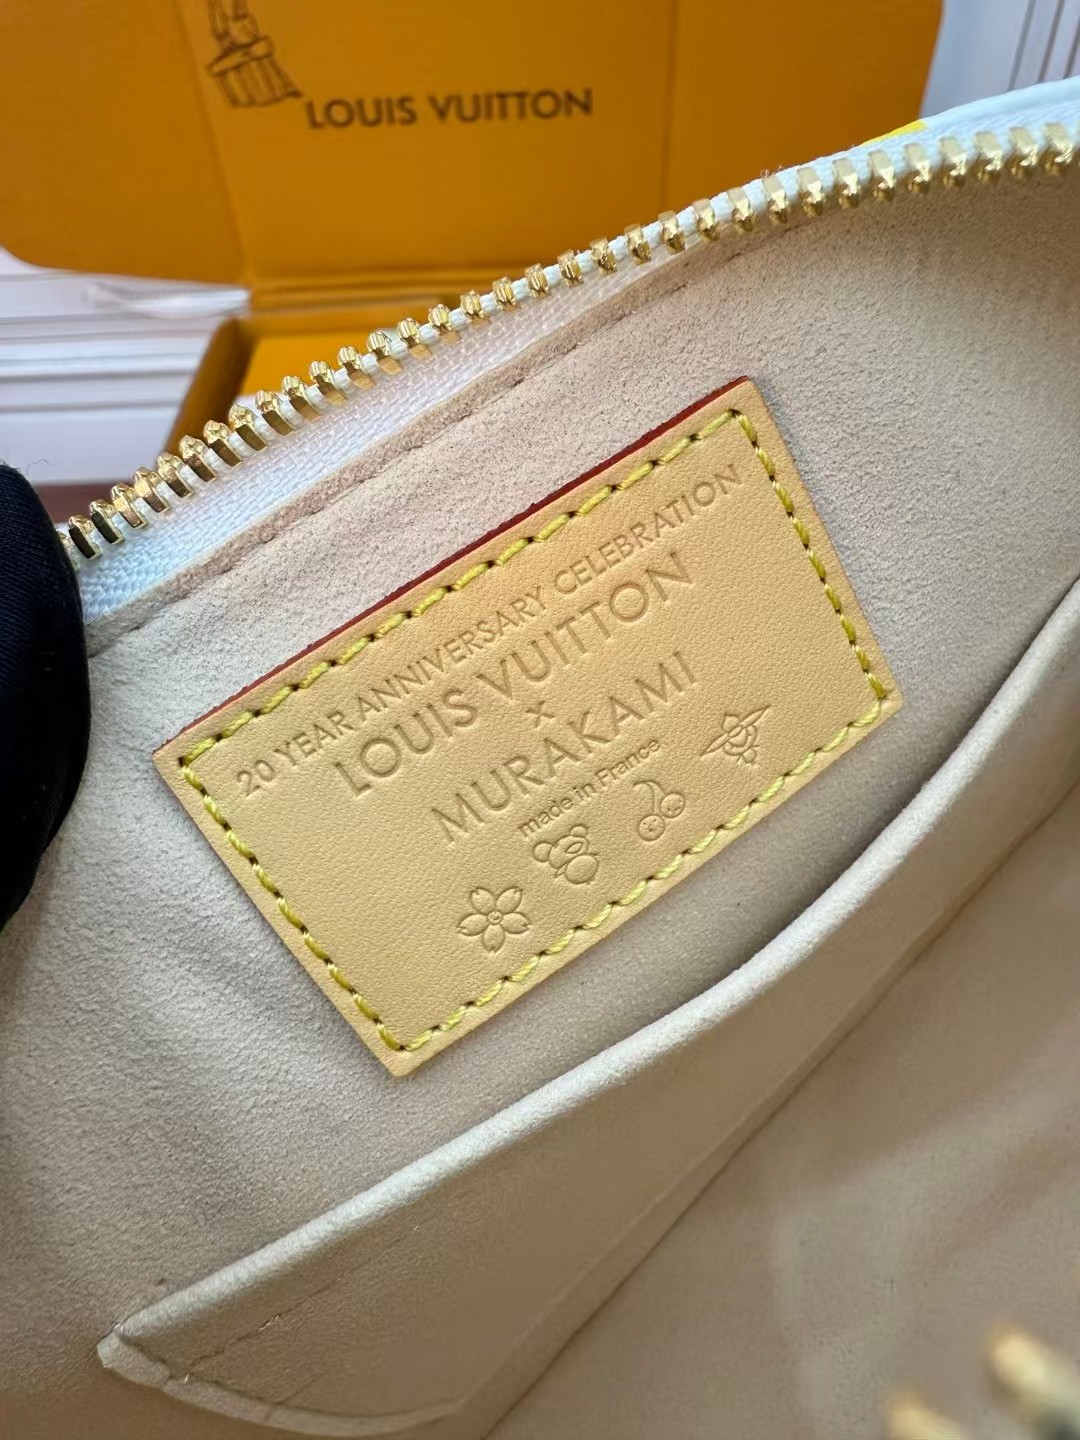 LOUIS VUITTON
20 YEAR ANNIVERSARY CELEBRATION
LOUIS VUITTON
x
MURAKAMI
made in France